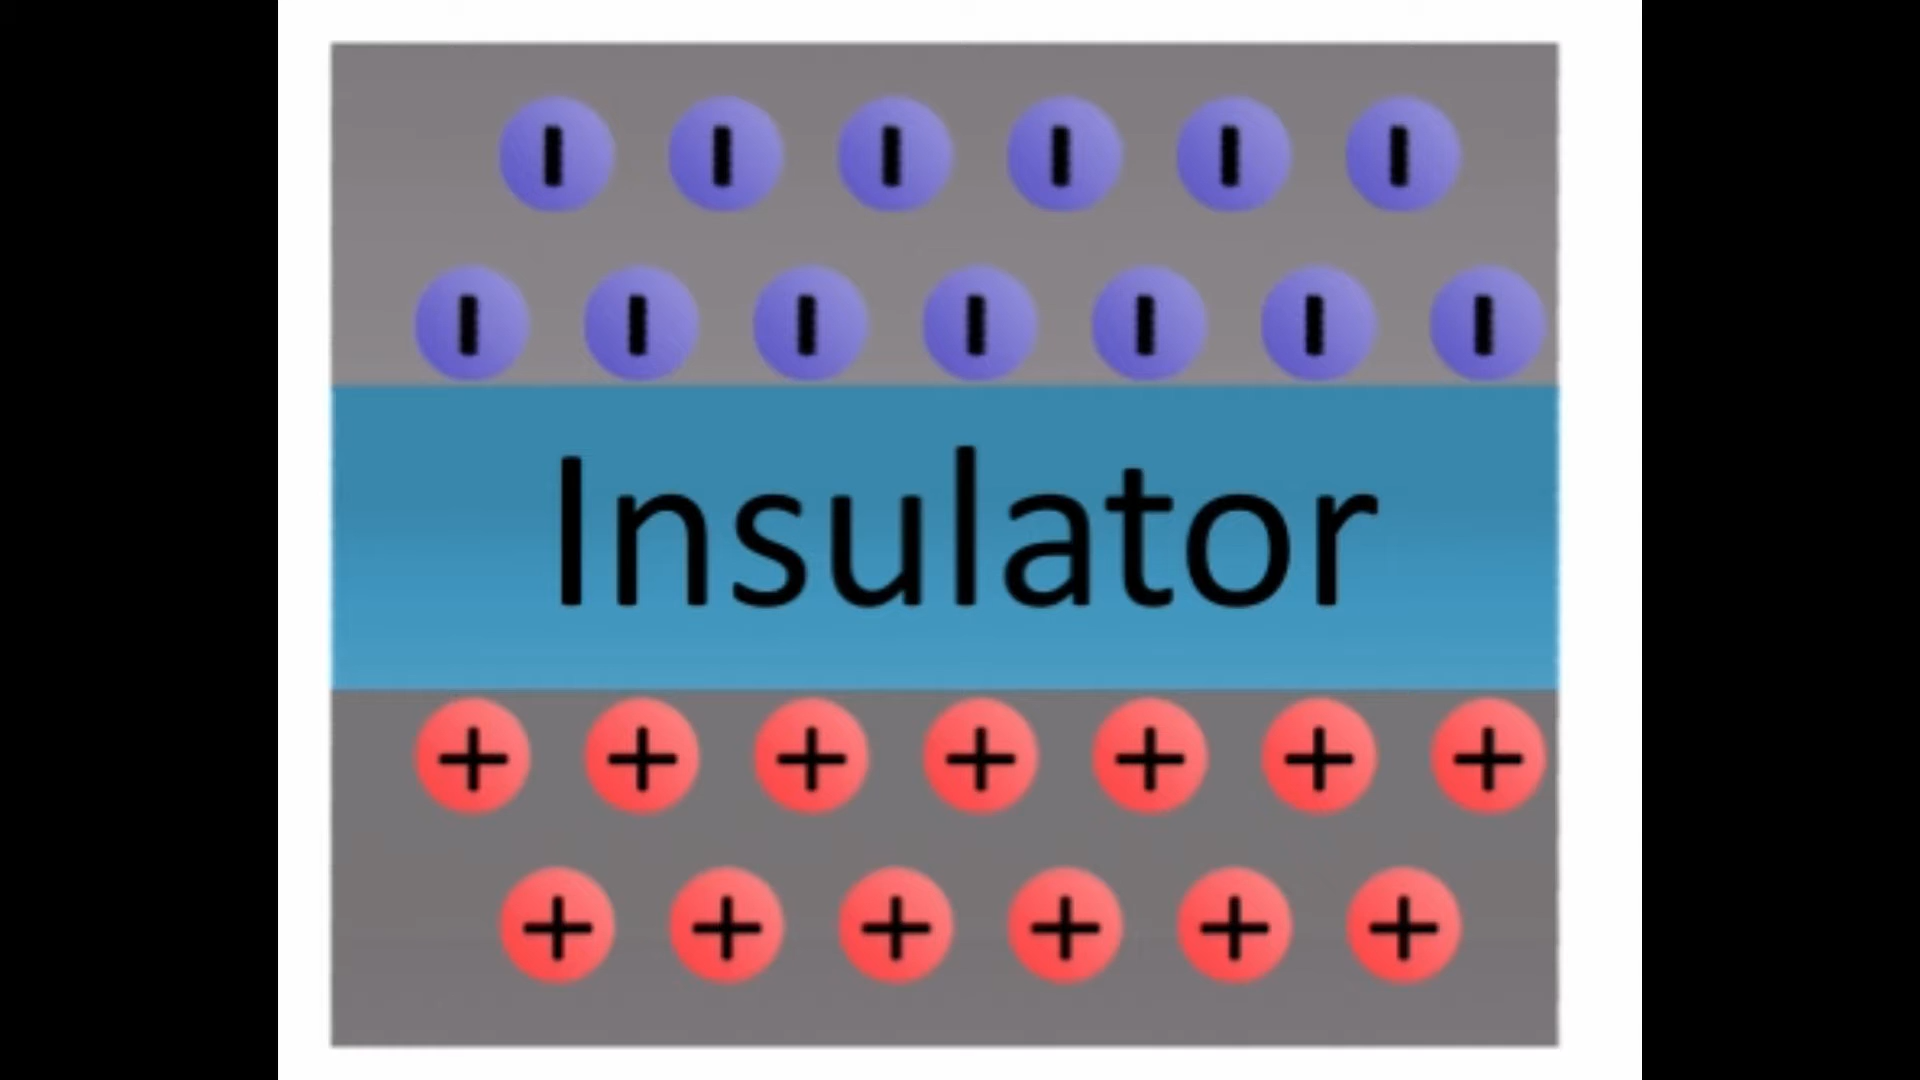 I I I I I I
I I I I I I I
Insulator
+ + + + + + +
+ + + + + +